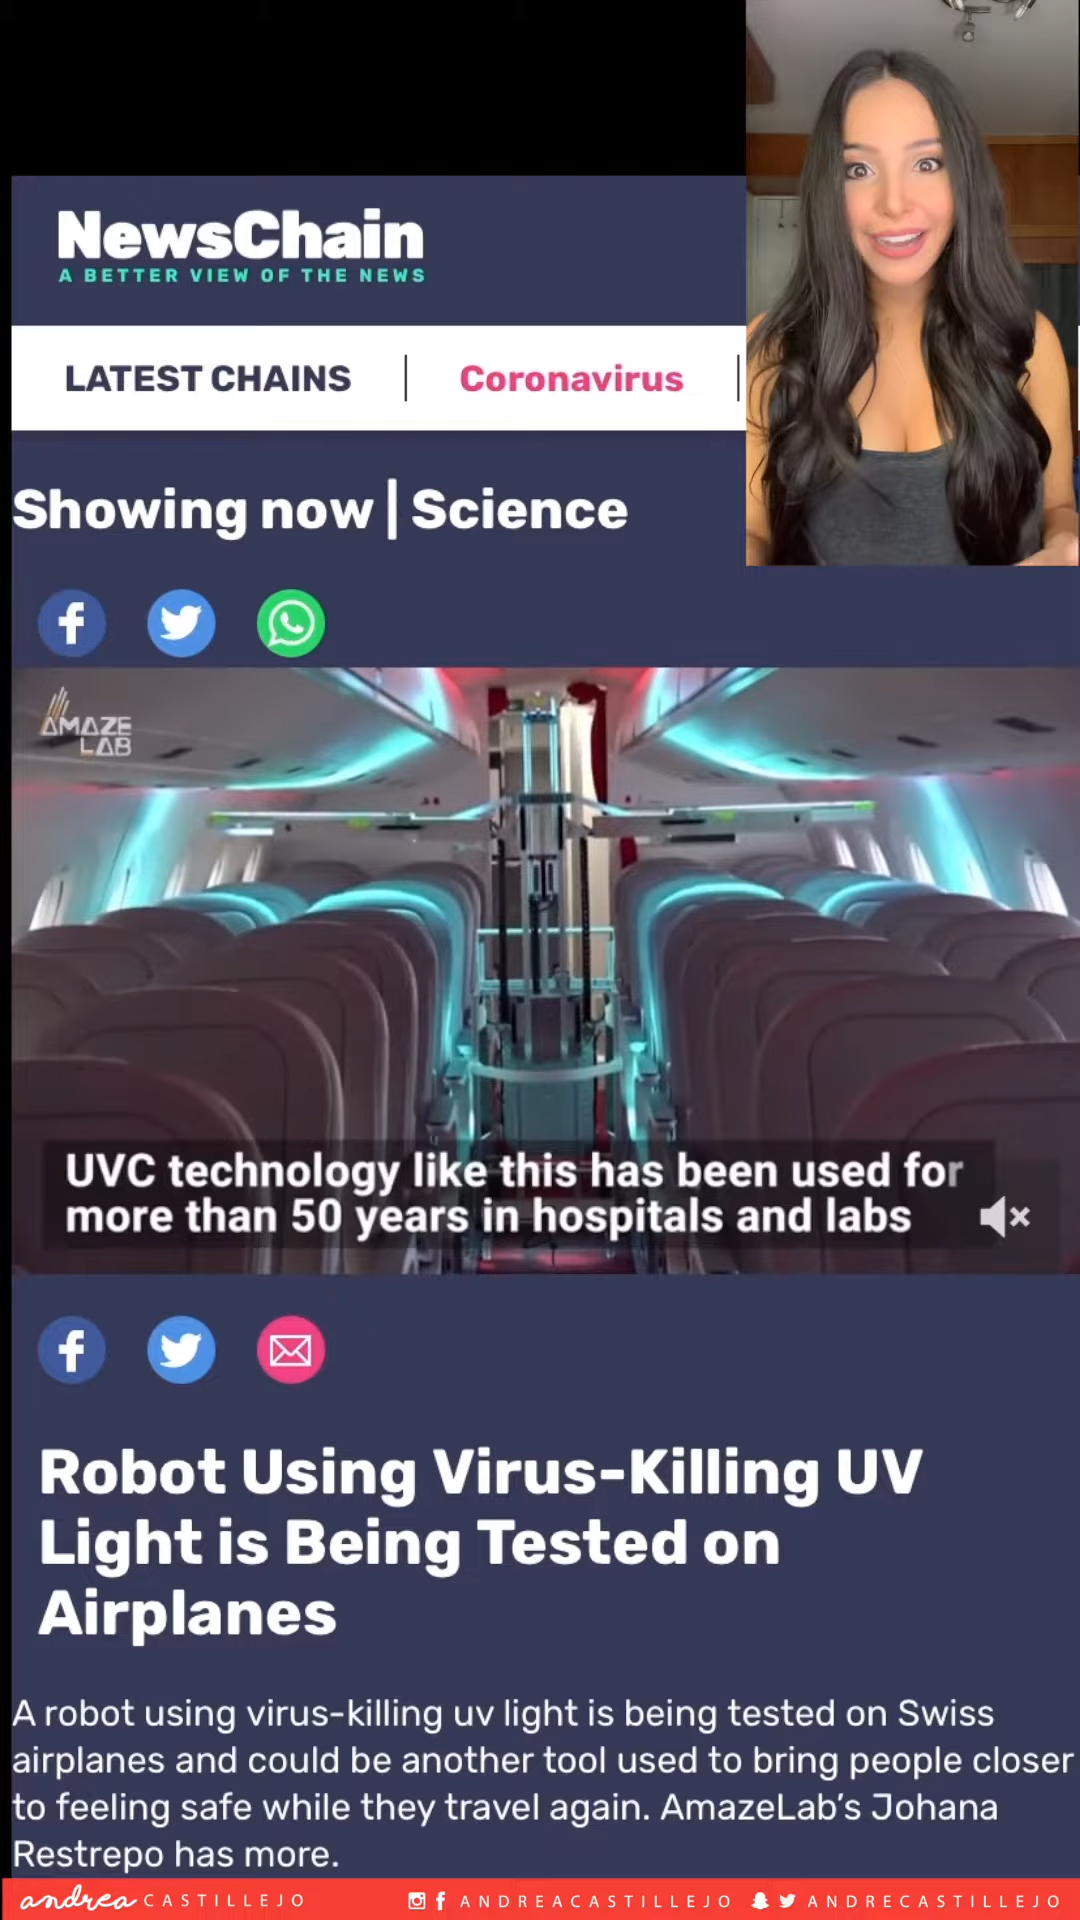 NewsChain
A BETTER VIEW OF THE NEWS
LATEST CHAINS | Coronavirus |
Showing now | Science
AMAZE
LAB
UVC technology like this has been used for
more than 50 years in hospitals and labs
Robot Using Virus-Killing UV
Light is Being Tested on
Airplanes
A robot using virus-killing uv light is being tested on Swiss
airplanes and could be another tool used to bring people closer
to feeling safe while they travel again. AmazeLab's Johana
Restrepo has more.
andrea CASTILLEJO ANDREACASTILLEJO ANDRECASTILLEJO